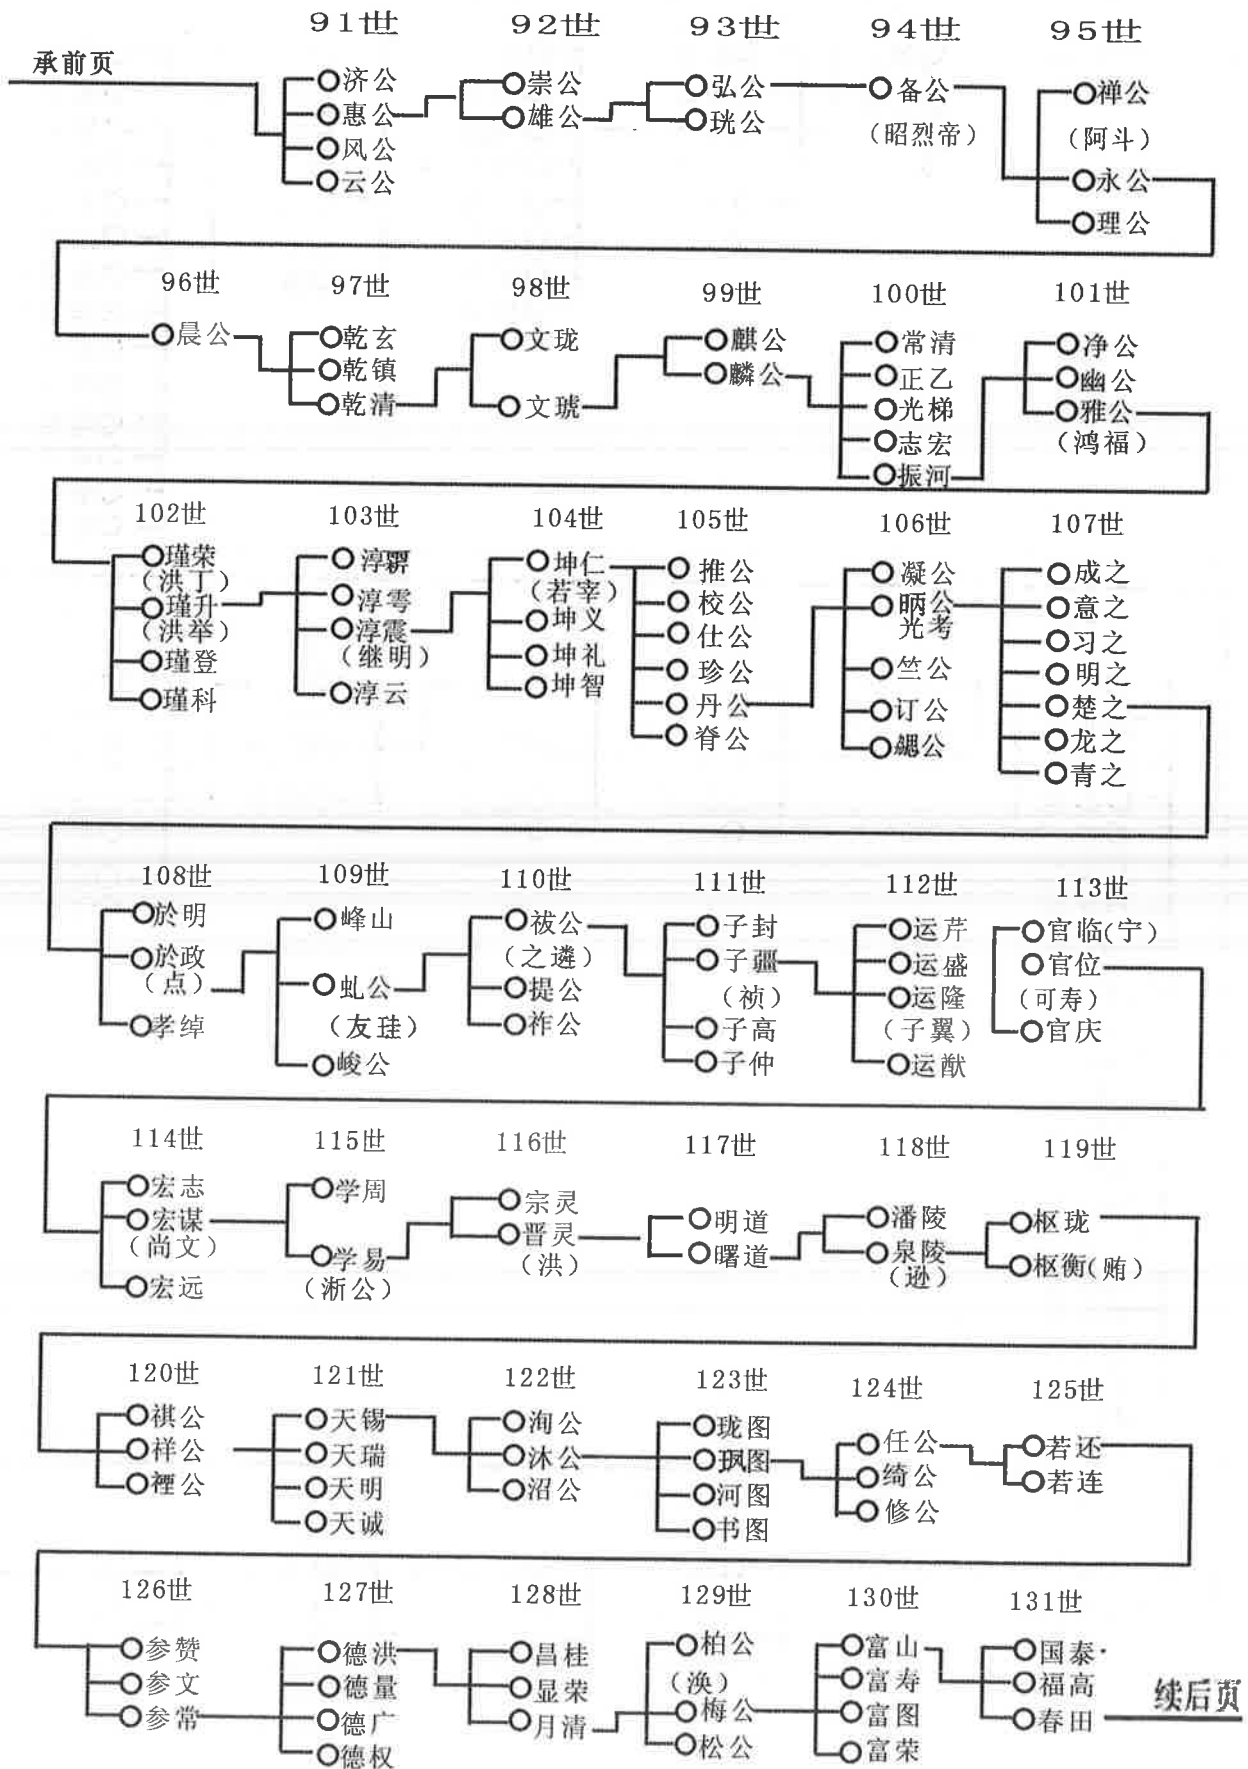 91世 92世 93世 94世 95世
承前页
济公 崇公 弘公 备公 禅公
惠公 雄公 珖公 (昭烈帝) (阿斗)
风公
云公 永公
理公
96世 97世 98世 99世 100世 101世
晨公 乾玄 文珑 麒公 常清 净公
乾镇 麟公 正乙 幽公
乾清 文琥 光梯 雅公
志宏 (鸿福)
振河
102世 103世 104世 105世 106世 107世
瑾荣 淳 坤仁 推公 凝公 成之
(洪丁) 淳雩 (若宰) 校公 昞公 意之
瑾升 淳震 坤义 仕公 光考 习之
(洪举) (继明) 坤礼 珍公 竺公 明之
瑾登 坤智 丹公 订公 楚之
瑾科 淳云 脊公 緦公 龙之
青之
108世 109世 110世 111世 112世 113世
於明 峰山 祓公 子封 运芹 官临(宁)
於政 (之遴) 子疆 运盛 官位
(点) 虬公 提公 (祯) 运隆 (可寿)
孝绰 (友珪) 祚公 子高 (子翼) 官庆
峻公 子仲 运猷
114世 115世 116世 117世 118世 119世
宏志 学周 宗灵 明道 潘陵 枢珑
宏谋 晋灵 曙道 泉陵 枢衡(贿)
(尚文) 学易 (洪) (逊)
宏远 (淅公)
120世 121世 122世 123世 124世 125世
祺公 天锡 洵公 珑图 任公 若还
祥公 天瑞 沐公 图 绮公 若连
禋公 天明 沼公 河图 修公
天诚 书图
126世 127世 128世 129世 130世 131世
参赞 德洪 昌桂 柏公 富山 国泰
参文 德量 显荣 (涣) 富寿 福高
参常 德广 月清 梅公 富图 春田 续后页
德权 松公 富荣